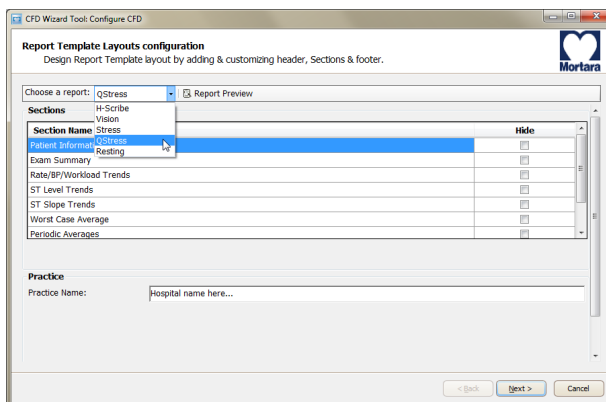 CFD Wizard Tool: Configure CFD
Report Template Layouts configuration
Design Report Template layout by adding & customizing header, Sections & footer.
Mortara
Choose a report: QStress Report Preview
H-Scribe
Vision
Stress
QStress
Resting
Sections
Section Name Hide
Patient Informati
Exam Summary
Rate/BP/Workload Trends
ST Level Trends
ST Slope Trends
Worst Case Average
Periodic Averages
Practice
Practice Name: Hospital name here...
< Back Next > Cancel